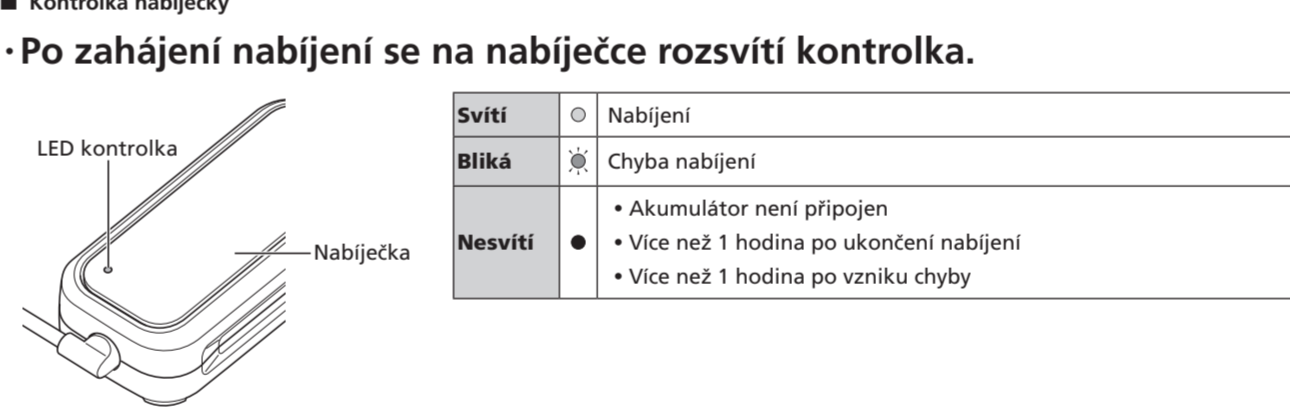 ■ Kontrolka nabíječky
·Po zahájení nabíjení se na nabíječce rozsvítí kontrolka.
LED kontrolka
Nabíječka
Svítí Nabíjení
Bliká Chyba nabíjení
• Akumulátor není připojen
Nesvítí • Více než 1 hodina po ukončení nabíjení
• Více než 1 hodina po vzniku chyby